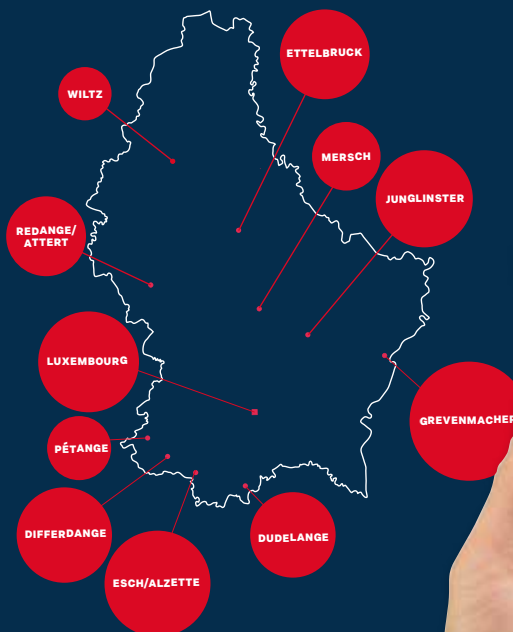 ETTELBRUCK
WILTZ
MERSCH
JUNGLINSTER
REDANGE/
ATTERT
LUXEMBOURG
GREVENMACHER
PÉTANGE
DIFFERDANGE
DUDELANGE
ESCH/ALZETTE